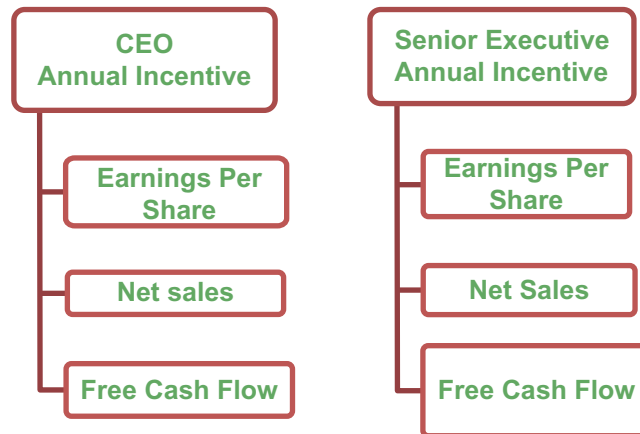 CEO
Annual Incentive
Earnings Per
Share
Net sales
Free Cash Flow
Senior Executive
Annual Incentive
Earnings Per
Share
Net Sales
Free Cash Flow